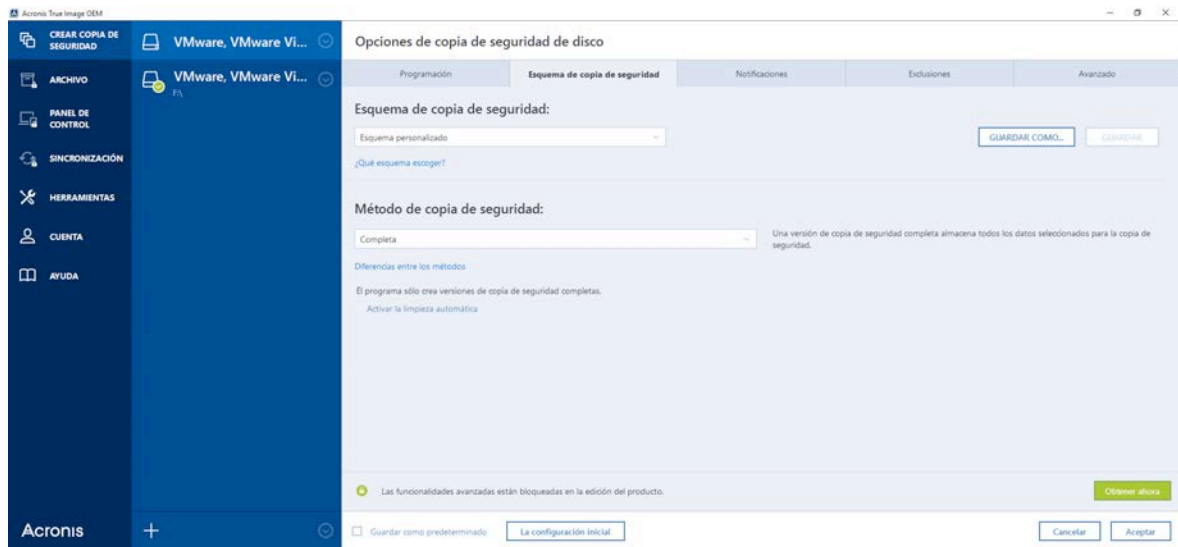 Acronis True Image OEM
CREAR COPIA DE
SEGURIDAD
ARCHIVO
PANEL DE
CONTROL
SINCRONIZACIÓN
HERRAMIENTAS
CUENTA
AYUDA
Acronis
VMware, VMware Vi...
VMware, VMware Vi...
F:\
Opciones de copia de seguridad de disco
Programación
Esquema de copia de seguridad
Notificaciones
Exclusiones
Avanzado
Esquema de copia de seguridad:
Esquema personalizado
GUARDAR COMO...
GUARDAR
¿Qué esquema escoger?
Método de copia de seguridad:
Completa
Una versión de copia de seguridad completa almacena todos los datos seleccionados para la copia de
seguridad.
Diferencias entre los métodos
El programa sólo crea versiones de copia de seguridad completas.
Activar la limpieza automática
Las funcionalidades avanzadas están bloqueadas en la edición del producto.
Obtener ahora
Guardar como predeterminado
La configuración inicial
Cancelar
Aceptar